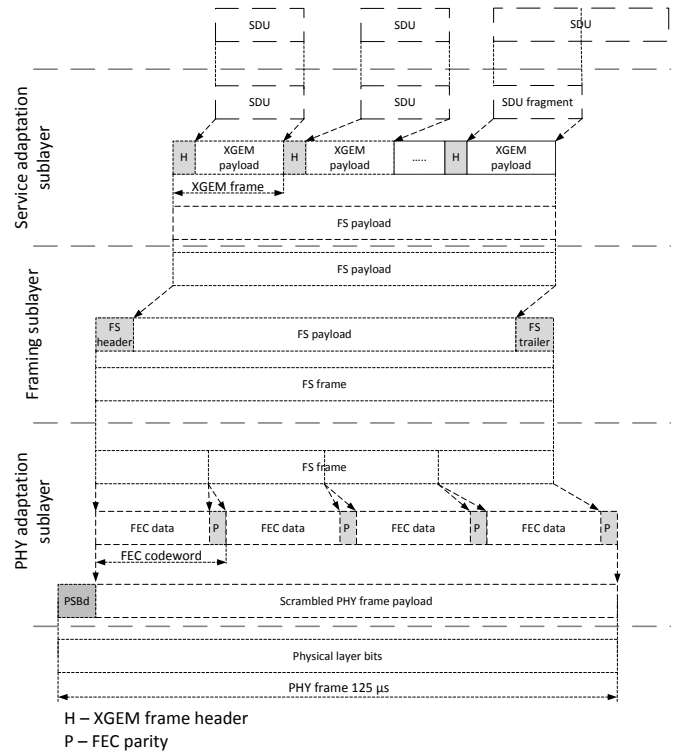 SDU SDU SDU
Service adaptation sublayer
SDU SDU SDU fragment
H XGEM payload H XGEM payload ..... H XGEM payload
XGEM frame
FS payload
Framing sublayer
FS payload
FS header FS payload FS trailer
FS frame
PHY adaptation sublayer
FS frame
FEC data P FEC data P FEC data P FEC data P
FEC codeword
PSBd Scrambled PHY frame payload
Physical layer bits
PHY frame 125 µs
H – XGEM frame header
P – FEC parity